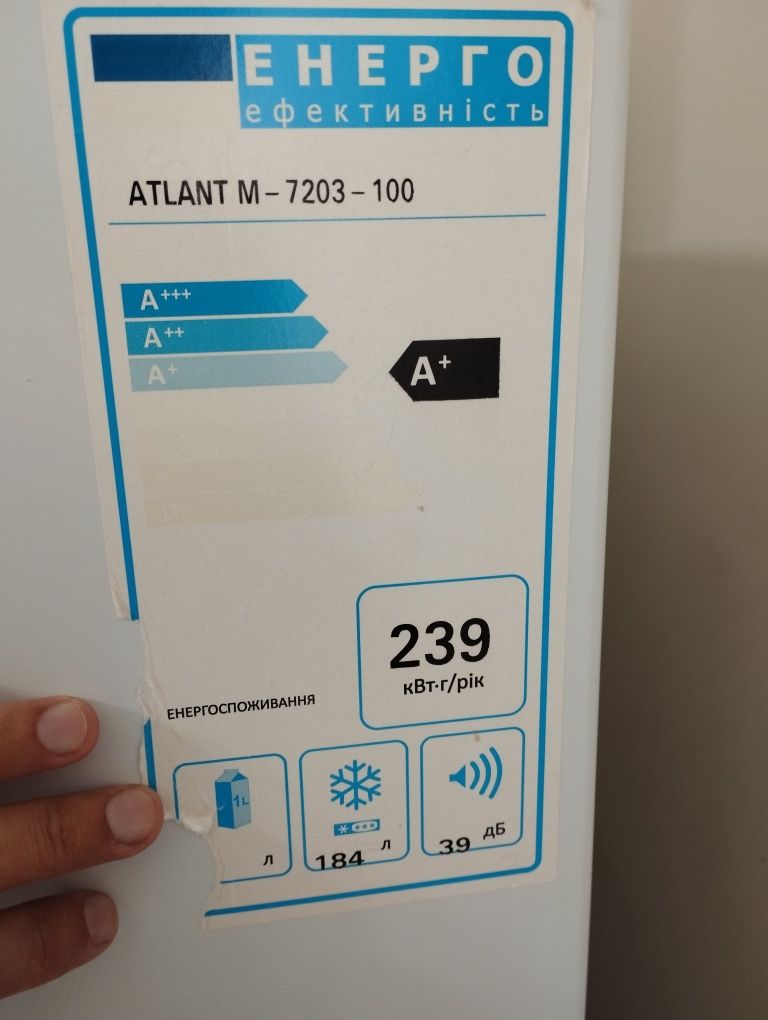 ЕНЕРГО
ефективність
ATLANT M – 7203 – 100
A+++
A++
A+
A+
D
239
кВт·г/рік
ЕНЕРГОСПОЖИВАННЯ
1L
л
184 л
39 дБ